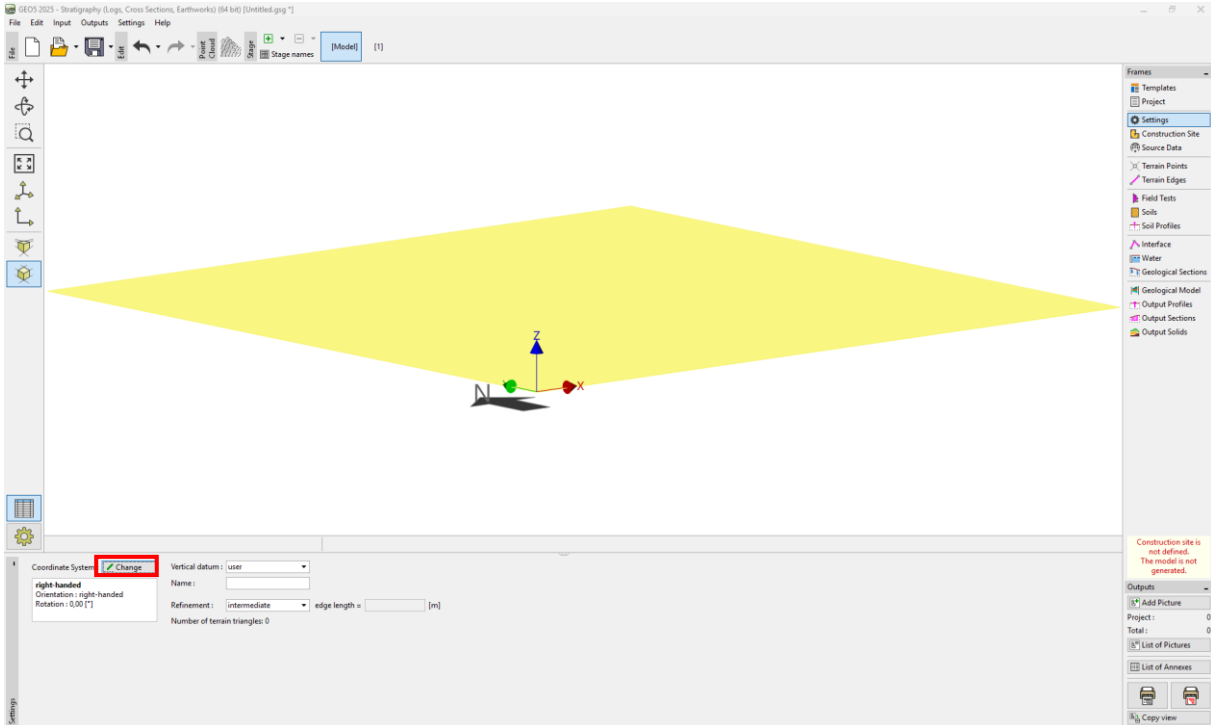 GEO5 2025 - Stratigraphy (Logs, Cross Sections, Earthworks) (64 bit) [Untitled.gsg *]
File Edit Input Outputs Settings Help
File
Edit
Point Cloud
Stage
Stage names
[Model]
[1]
Frames
Templates
Project
Settings
Construction Site
Source Data
Terrain Points
Terrain Edges
Field Tests
Soils
Soil Profiles
Interface
Water
Geological Sections
Geological Model
Output Profiles
Output Sections
Output Solids
Z
X
N
Construction site is
not defined.
The model is not
generated.
Coordinate System Change
right-handed
Orientation : right-handed
Rotation : 0,00 [°]
Vertical datum : user
Name :
Refinement : intermediate edge length = [m]
Number of terrain triangles: 0
Settings
Outputs
Add Picture
Project : 0
Total : 0
List of Pictures
List of Annexes
Copy view